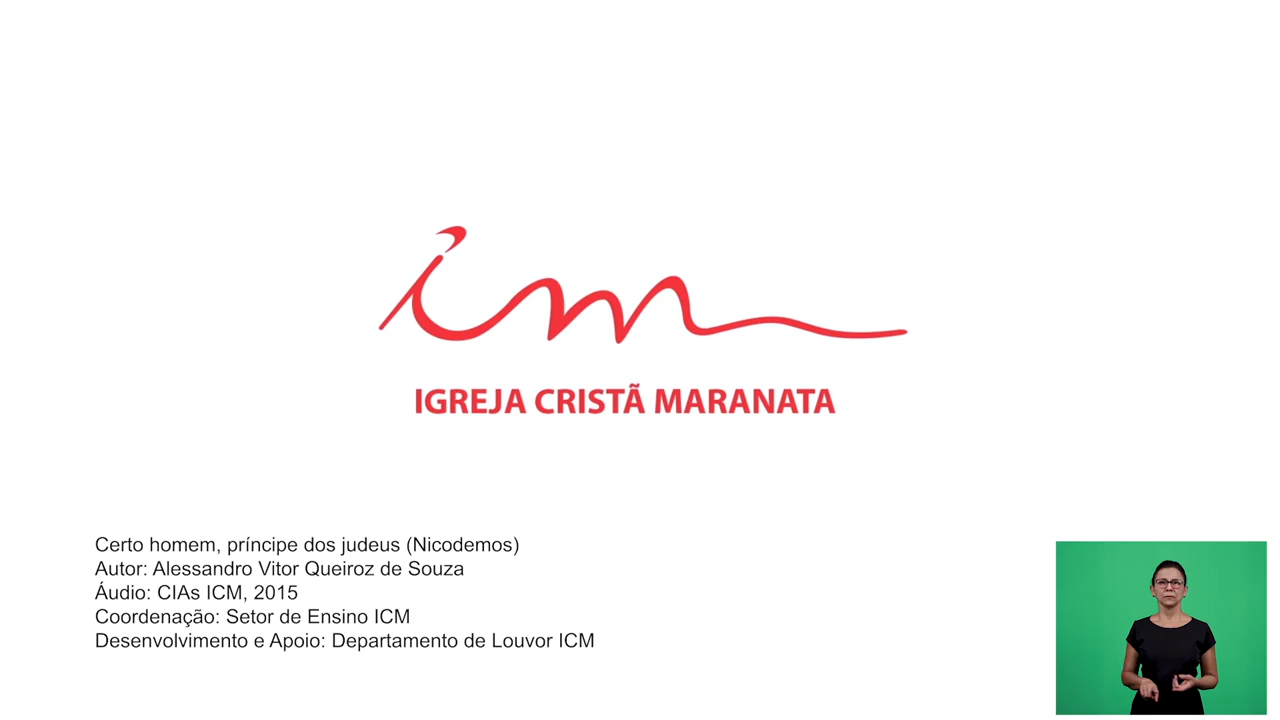 icm
IGREJA CRISTÃ MARANATA
Certo homem, príncipe dos judeus (Nicodemos)
Autor: Alessandro Vitor Queiroz de Souza
Áudio: CIAs ICM, 2015
Coordenação: Setor de Ensino ICM
Desenvolvimento e Apoio: Departamento de Louvor ICM